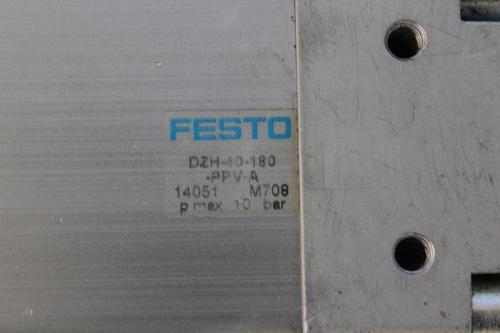 FESTO
DZH-40-180
-PPV-A
14051 M708
p max 10 bar